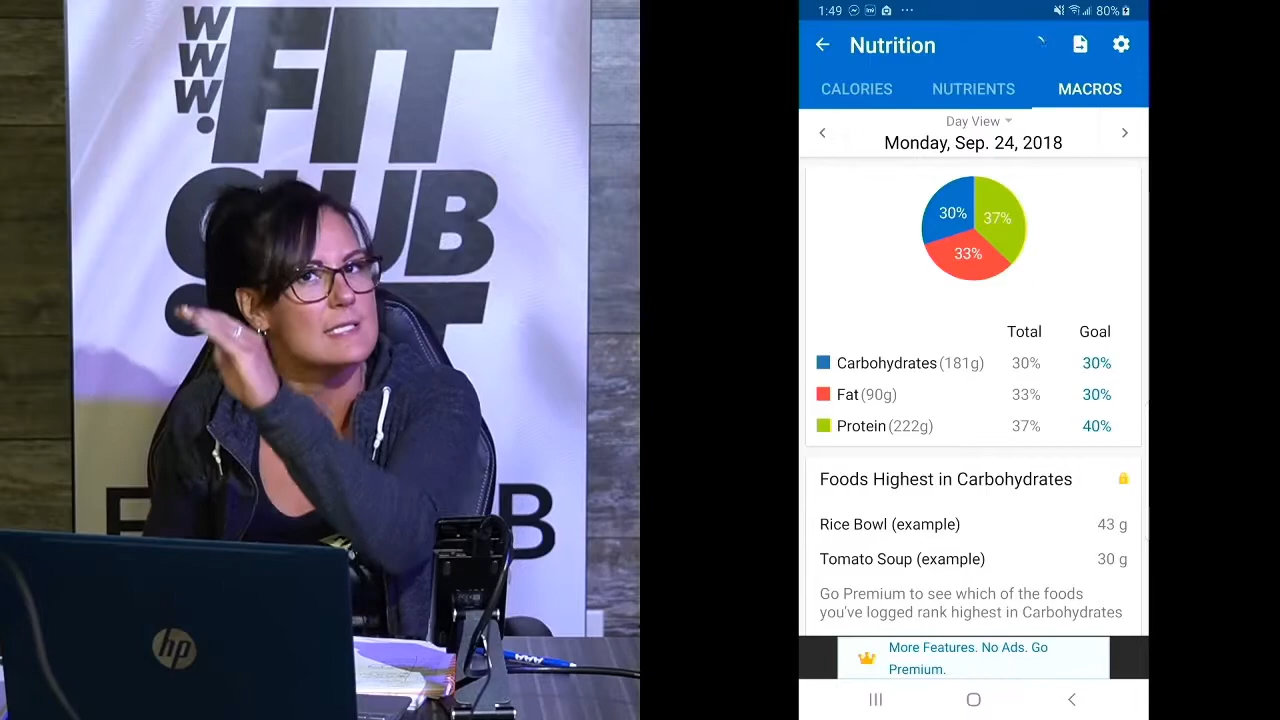 WWW.
FIT
CLUB
B
hp
1:49
80%
Nutrition
CALORIES NUTRIENTS MACROS
Day View
Monday, Sep. 24, 2018
30% 37%
33%
Total Goal
Carbohydrates (181g) 30% 30%
Fat (90g) 33% 30%
Protein (222g) 37% 40%
Foods Highest in Carbohydrates
Rice Bowl (example) 43 g
Tomato Soup (example) 30 g
Go Premium to see which of the foods
you've logged rank highest in Carbohydrates
More Features. No Ads. Go
Premium.